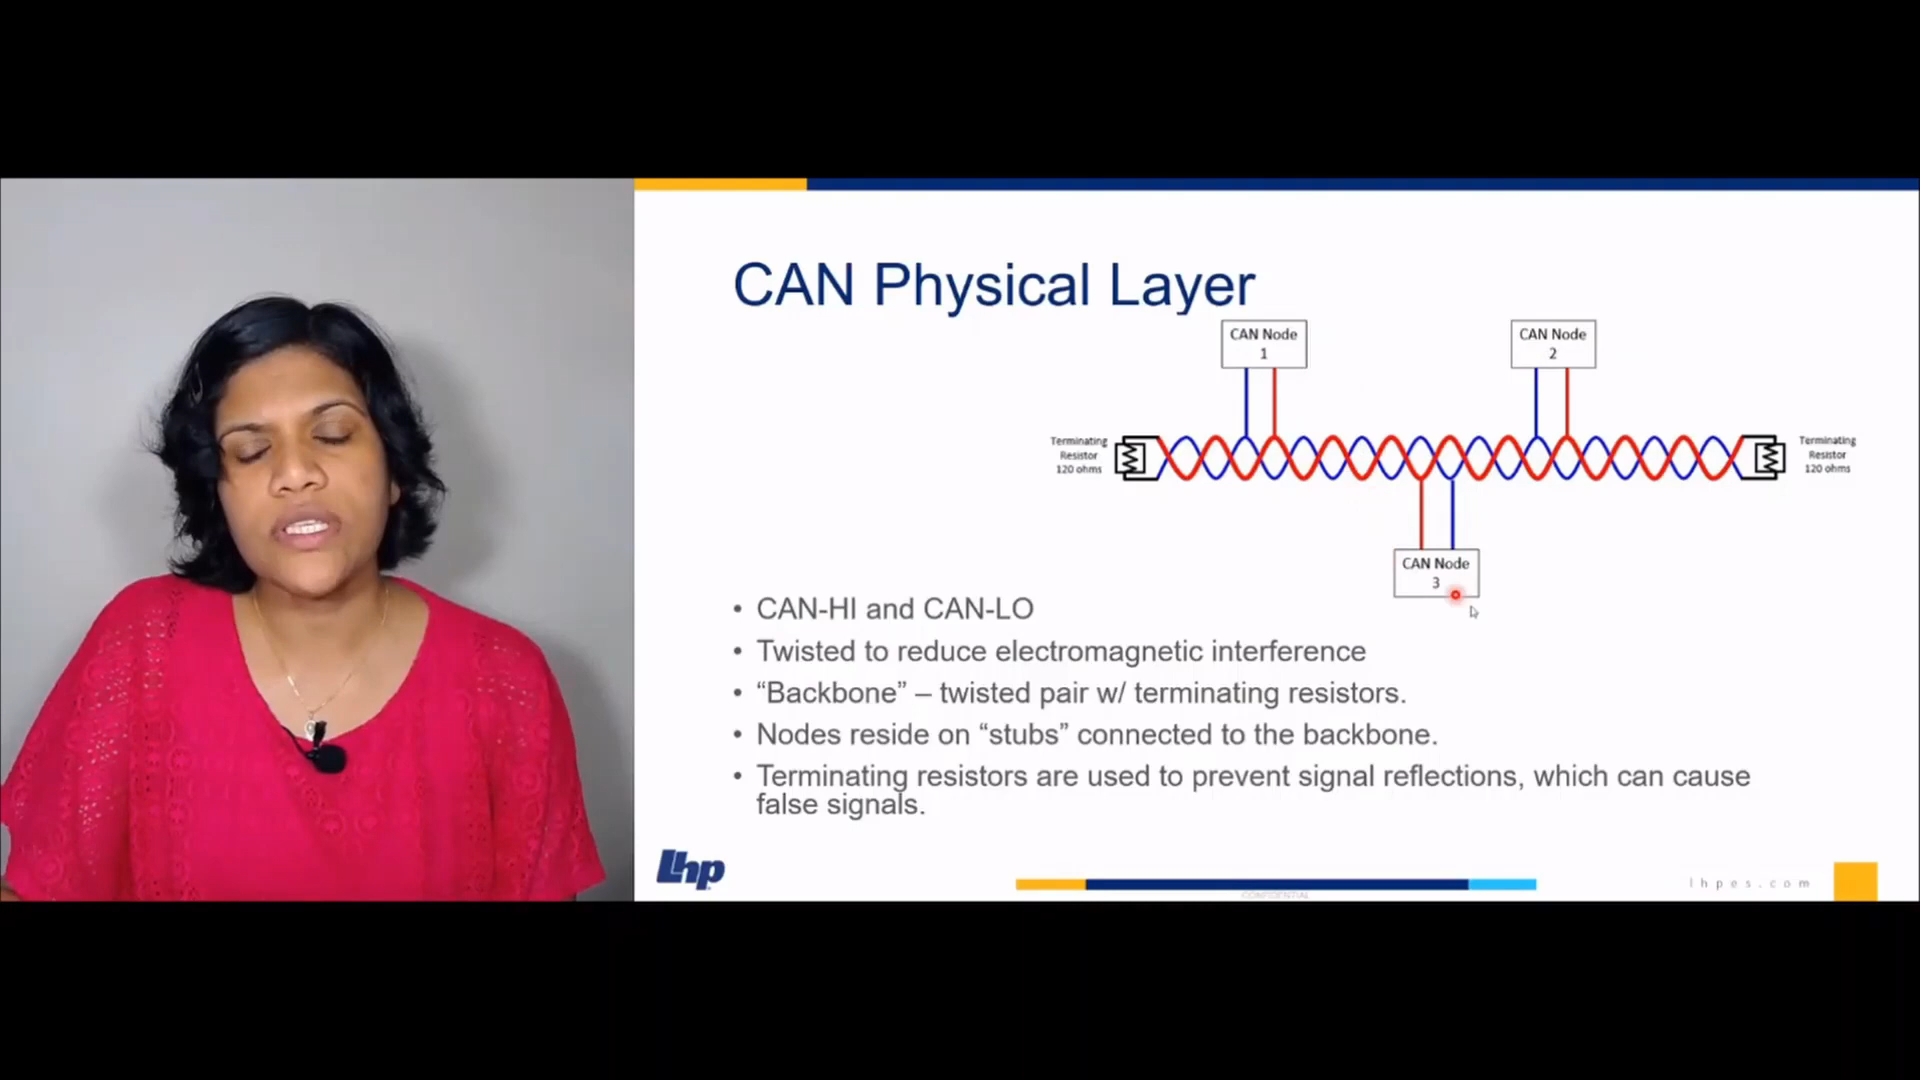 CAN Physical Layer
CAN Node
1
CAN Node
2
Terminating
Resistor
120 ohms
Terminating
Resistor
120 ohms
CAN Node
3
• CAN-HI and CAN-LO
• Twisted to reduce electromagnetic interference
• “Backbone” – twisted pair w/ terminating resistors.
• Nodes reside on “stubs” connected to the backbone.
• Terminating resistors are used to prevent signal reflections, which can cause
false signals.
Lhp
CONFIDENTIAL
lhpes.com